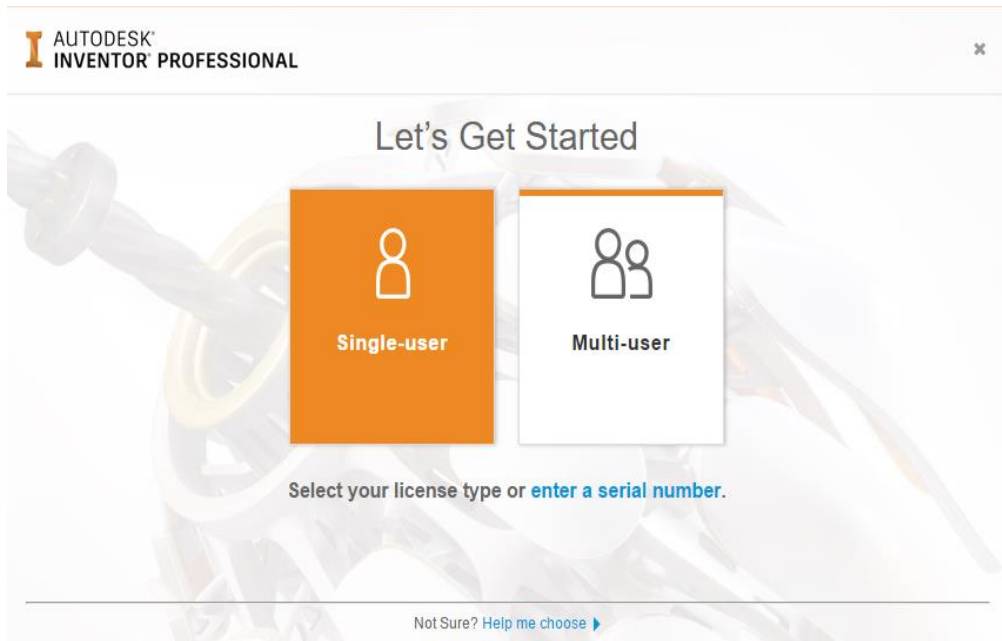 AUTODESK®
INVENTOR® PROFESSIONAL
Let's Get Started
Single-user
Multi-user
Select your license type or enter a serial number.
Not Sure? Help me choose